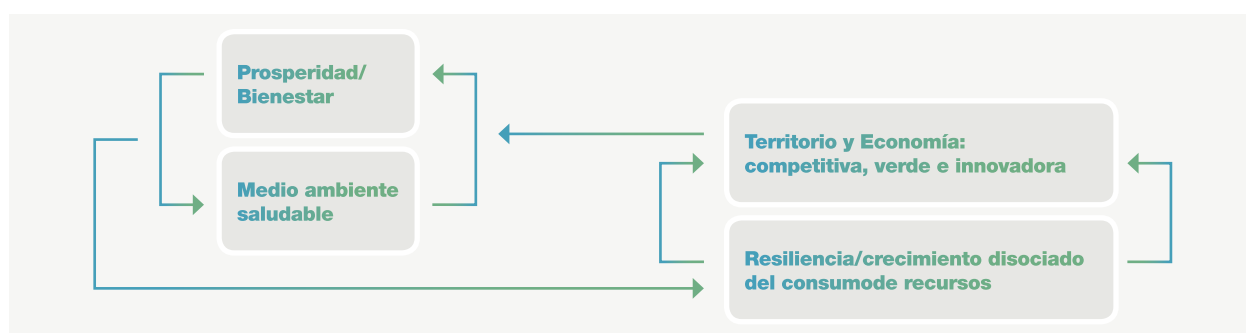 Prosperidad/
Bienestar
Medio ambiente
saludable
Territorio y Economía:
competitiva, verde e innovadora
Resiliencia/crecimiento disociado
del consumode recursos